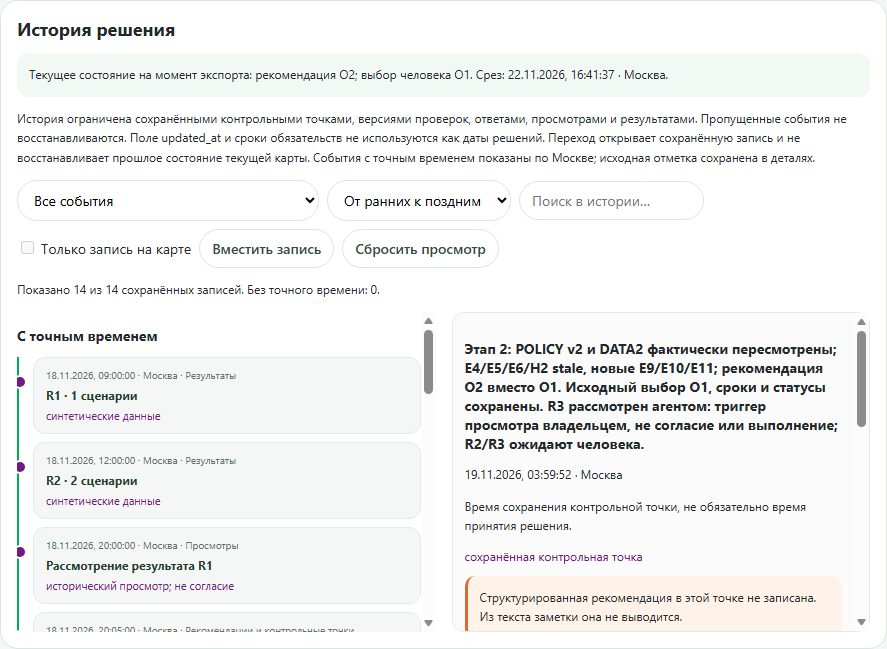 История решения
Текущее состояние на момент экспорта: рекомендация O2; выбор человека O1. Срез: 22.11.2026, 16:41:37 · Москва.
История ограничена сохранёнными контрольными точками, версиями проверок, ответами, просмотрами и результатами. Пропущенные события не
восстанавливаются. Поле updated_at и сроки обязательств не используются как даты решений. Переход открывает сохранённую запись и не
восстанавливает прошлое состояние текущей карты. События с точным временем показаны по Москве; исходная отметка сохранена в деталях.
Все события
От ранних к поздним
Поиск в истории...
Только запись на карте
Вместить запись
Сбросить просмотр
Показано 14 из 14 сохранённых записей. Без точного времени: 0.
С точным временем
18.11.2026, 09:00:00 · Москва · Результаты
R1 · 1 сценарии
синтетические данные
18.11.2026, 12:00:00 · Москва · Результаты
R2 · 2 сценарии
синтетические данные
18.11.2026, 20:00:00 · Москва · Просмотры
Рассмотрение результата R1
исторический просмотр; не согласие
18.11.2026, 20:05:00 · Москва · Рекомендации и контрольные точки
Этап 2: POLICY v2 и DATA2 фактически пересмотрены;
E4/E5/E6/H2 stale, новые E9/E10/E11; рекомендация
O2 вместо O1. Исходный выбор O1, сроки и статусы
сохранены. R3 рассмотрен агентом: триггер
просмотра владельцем, не согласие или выполнение;
R2/R3 ожидают человека.
19.11.2026, 03:59:52 · Москва
Время сохранения контрольной точки, не обязательно время
принятия решения.
сохранённая контрольная точка
Структурированная рекомендация в этой точке не записана.
Из текста заметки она не выводится.